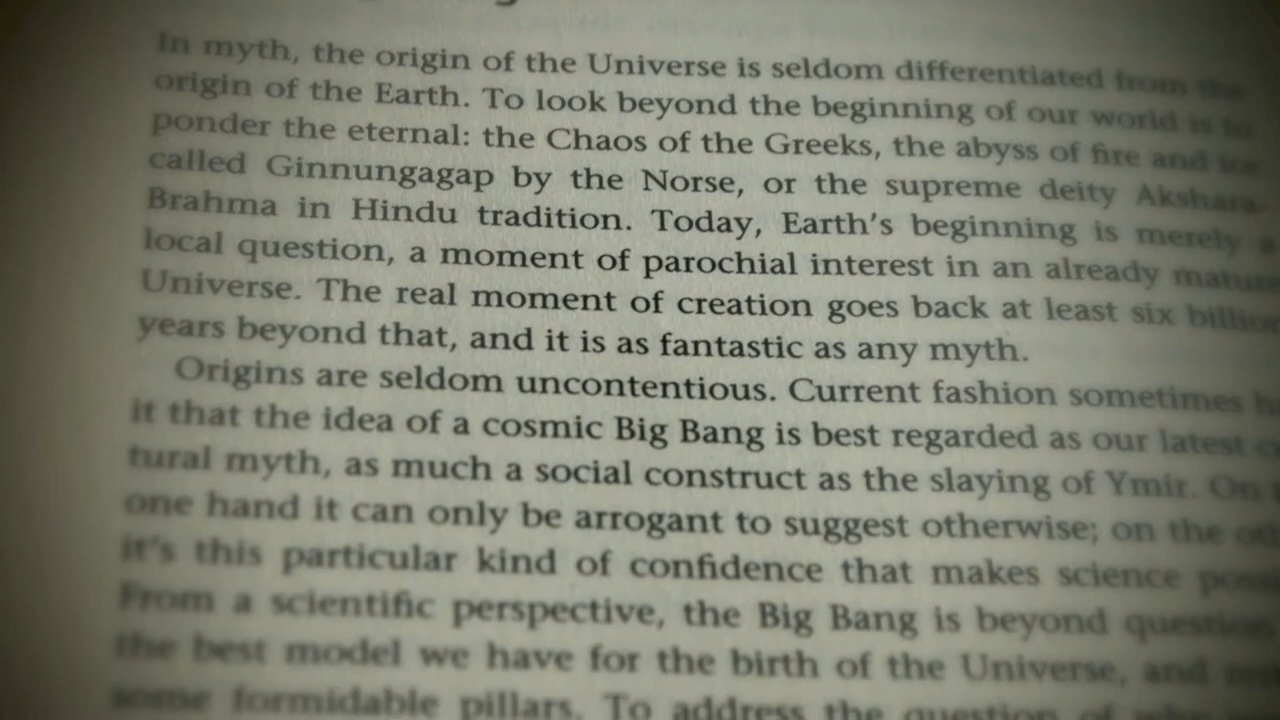 In myth, the origin of the Universe is seldom differentiated from the
origin of the Earth. To look beyond the beginning of our world is to
ponder the eternal: the Chaos of the Greeks, the abyss of fire and ice
called Ginnungagap by the Norse, or the supreme deity Akshara-
Brahma in Hindu tradition. Today, Earth's beginning is merely a
local question, a moment of parochial interest in an already mature
Universe. The real moment of creation goes back at least six billion
years beyond that, and it is as fantastic as any myth.
Origins are seldom uncontentious. Current fashion sometimes
it that the idea of a cosmic Big Bang is best regarded as our latest
tural myth, as much a social construct as the slaying of Ymir. On
one hand it can only be arrogant to suggest otherwise; on the
it's this particular kind of confidence that makes science
From a scientific perspective, the Big Bang is beyond question
the best model we have for the birth of the Universe, and
some formidable pillars. To address the question of